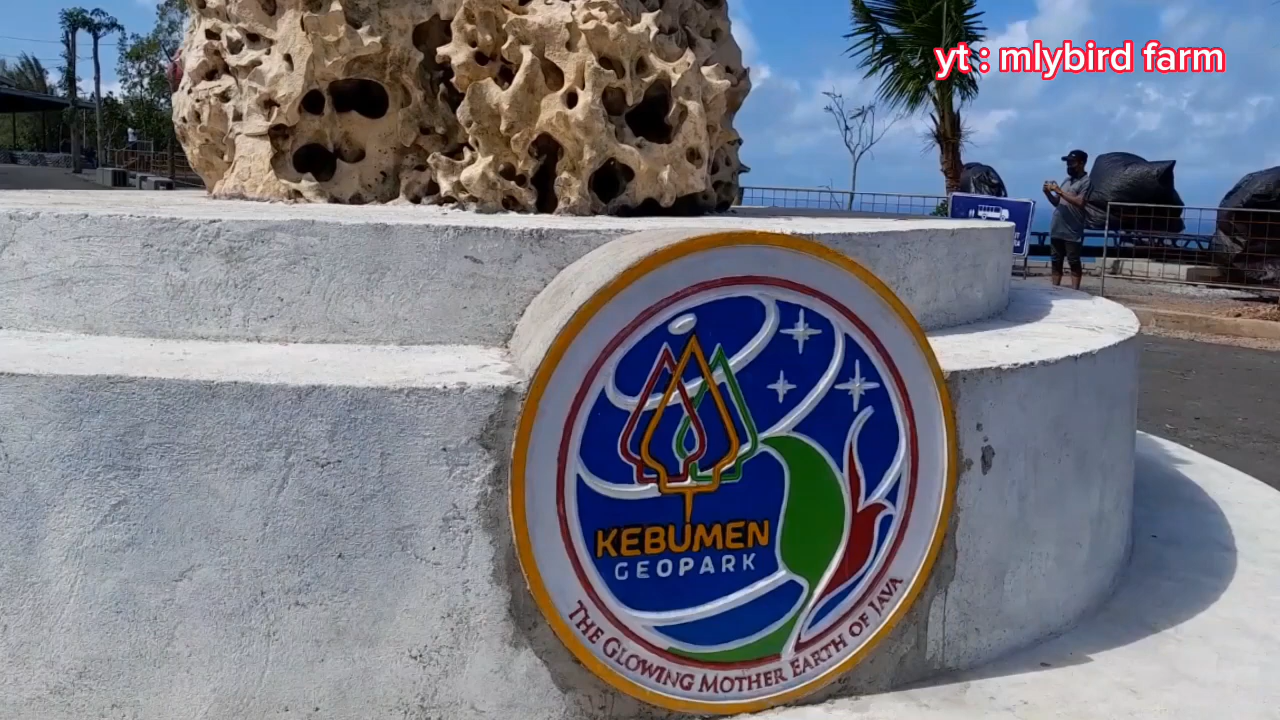 yt : mlybird farm
KEBUMEN
GEOPARK
THE GLOWING MOTHER EARTH OF JAVA